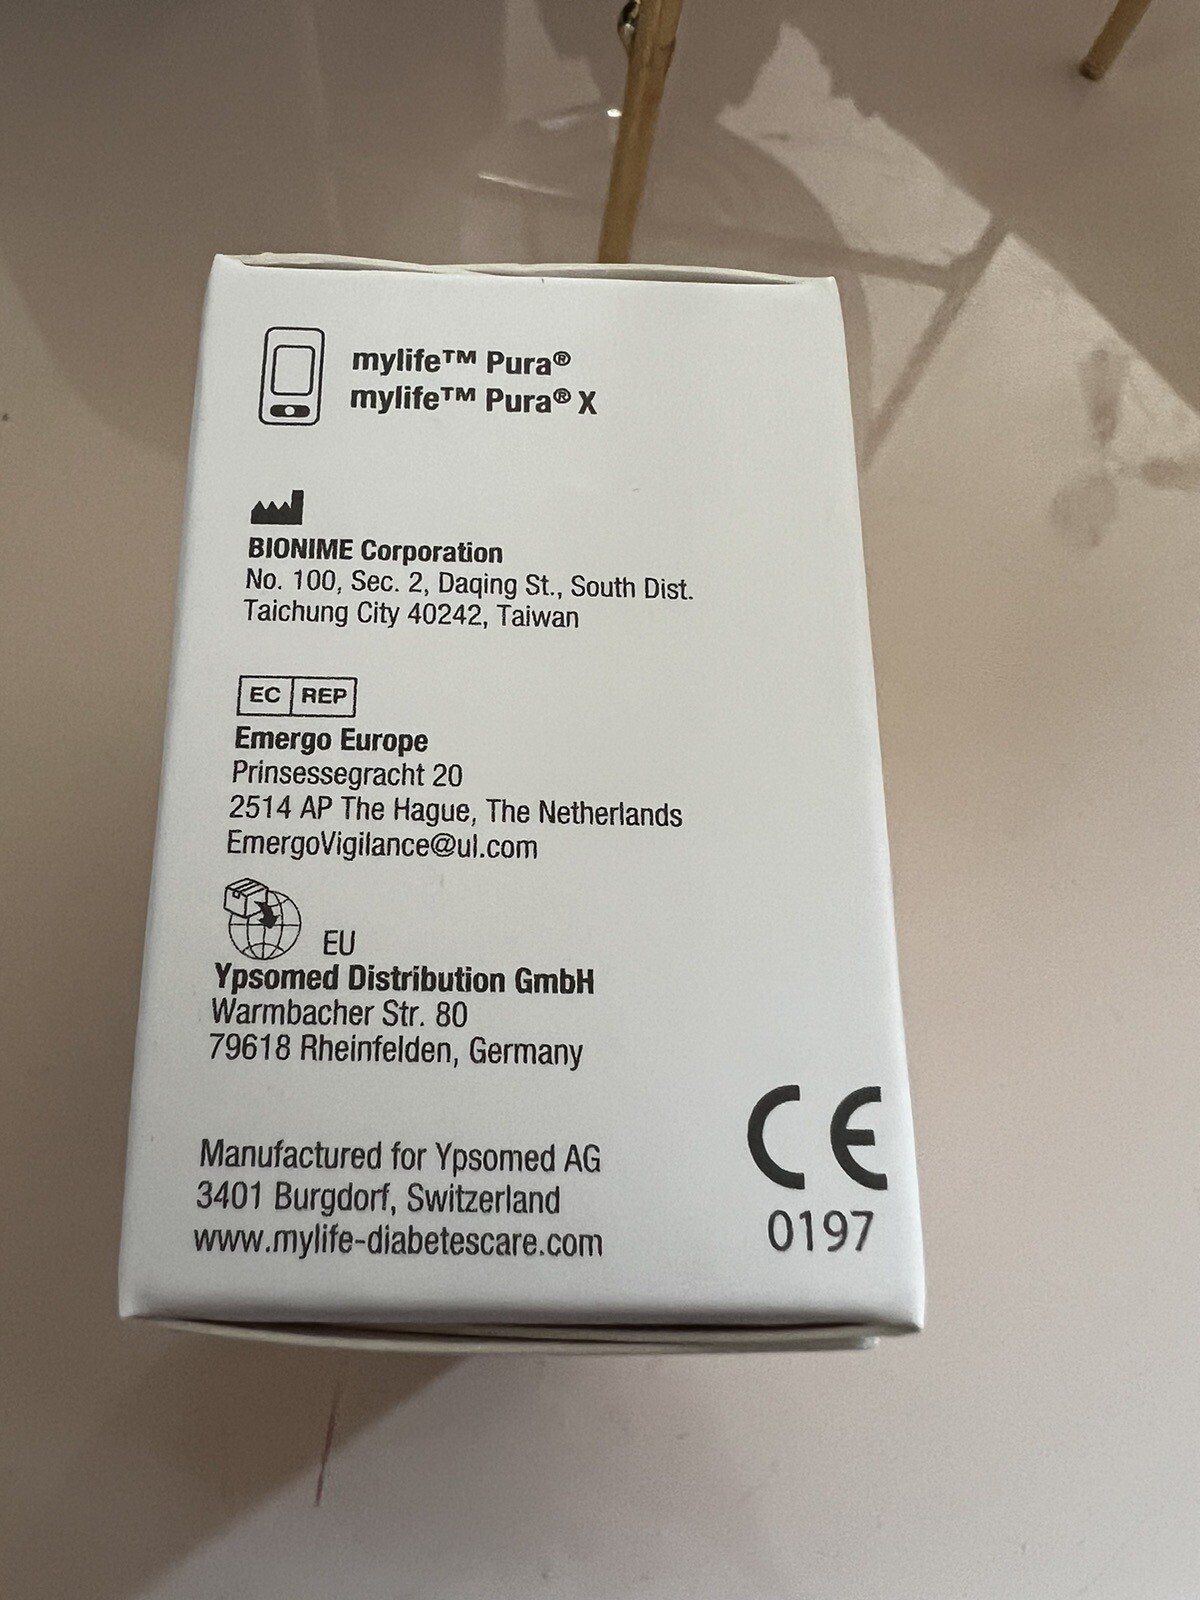 mylife™ Pura®
mylife™ Pura® X
BIONIME Corporation
No. 100, Sec. 2, Daqing St., South Dist.
Taichung City 40242, Taiwan
EC REP
Emergo Europe
Prinsessegracht 20
2514 AP The Hague, The Netherlands
EmergoVigilance@ul.com
EU
Ypsomed Distribution GmbH
Warmbacher Str. 80
79618 Rheinfelden, Germany
Manufactured for Ypsomed AG
3401 Burgdorf, Switzerland
www.mylife-diabetescare.com
CE
0197